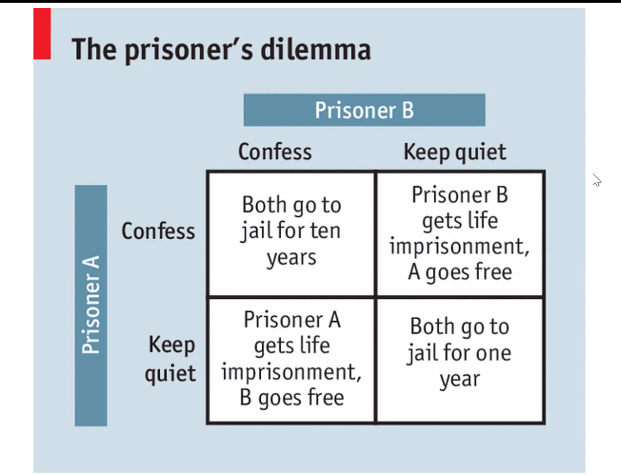 The prisoner's dilemma
Prisoner B
Confess
Keep quiet
Prisoner A
Confess
Both go to
jail for ten
years
Prisoner B
gets life
imprisonment,
A goes free
Keep
quiet
Prisoner A
gets life
imprisonment,
B goes free
Both go to
jail for one
year